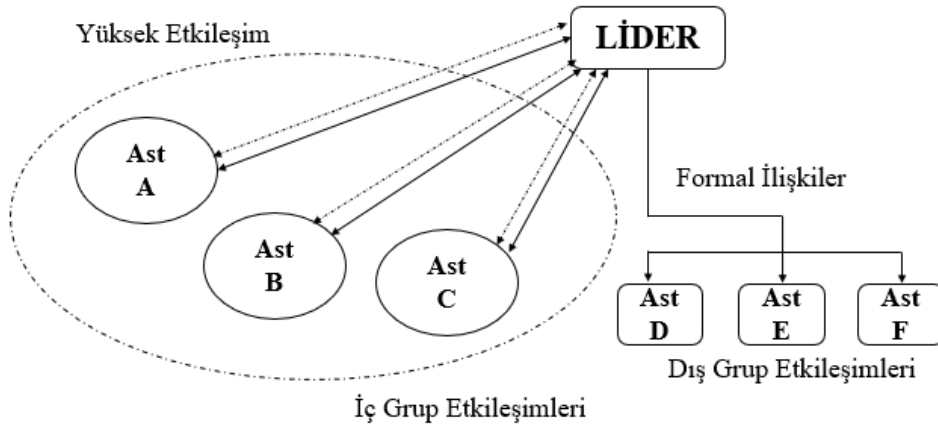 Yüksek Etkileşim
LİDER
Ast
A
Ast
B
Ast
C
Formal İlişkiler
Ast
D
Ast
E
Ast
F
Dış Grup Etkileşimleri
İç Grup Etkileşimleri